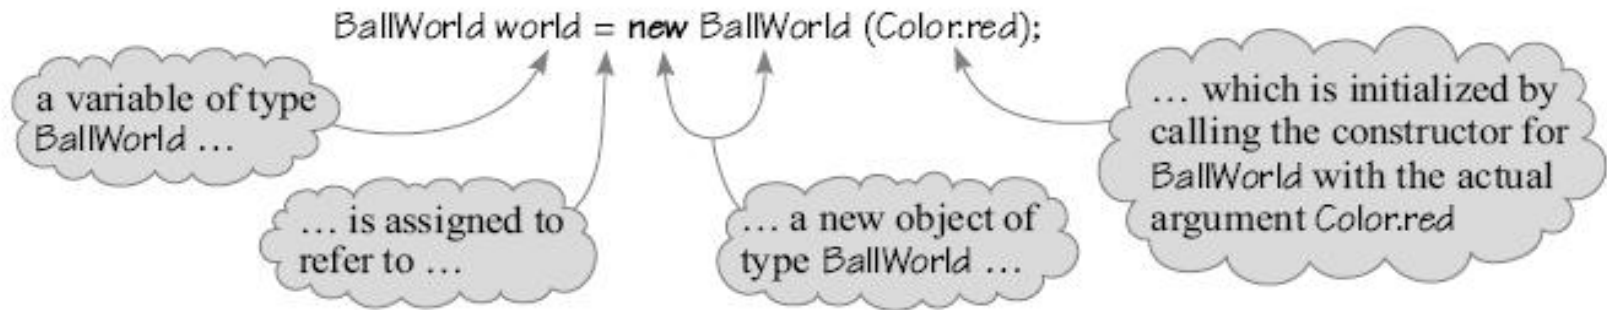 BallWorld world = new BallWorld (Color.red);
a variable of type
BallWorld …
… is assigned to
refer to …
… a new object of
type BallWorld …
… which is initialized by
calling the constructor for
BallWorld with the actual
argument Color.red